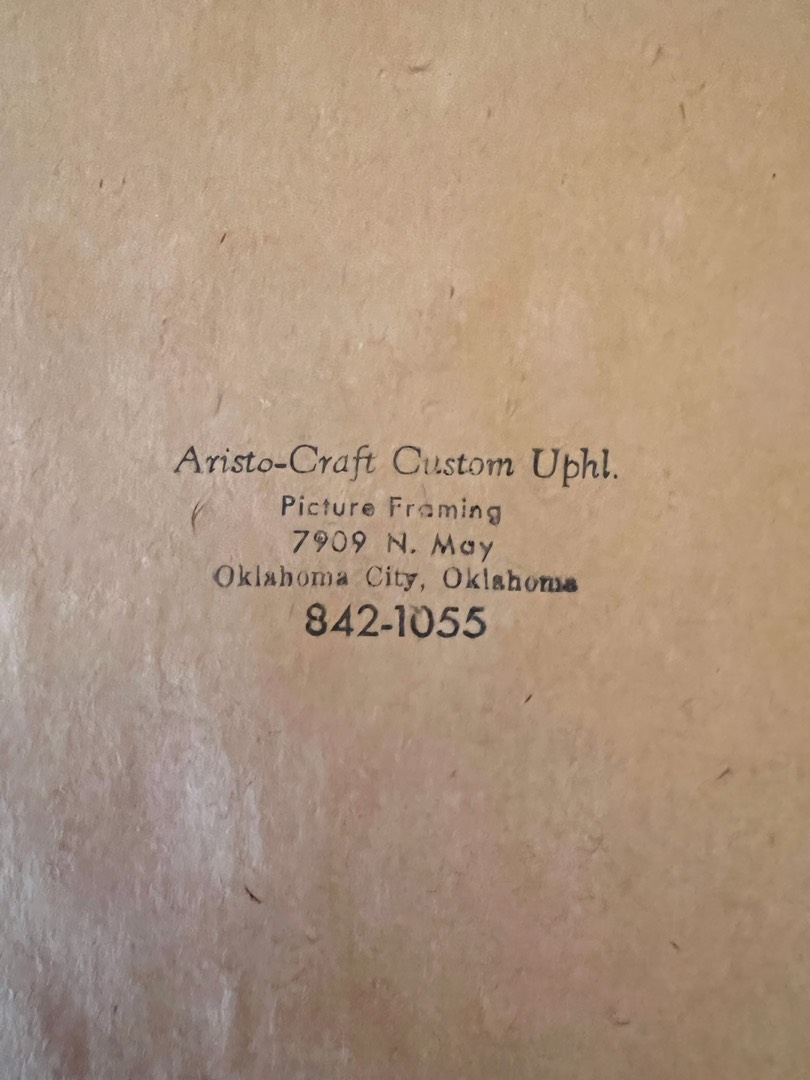 Aristo-Craft Custom Uphl.
Picture Framing
7909 N. May
Oklahoma City, Oklahoma
842-1055